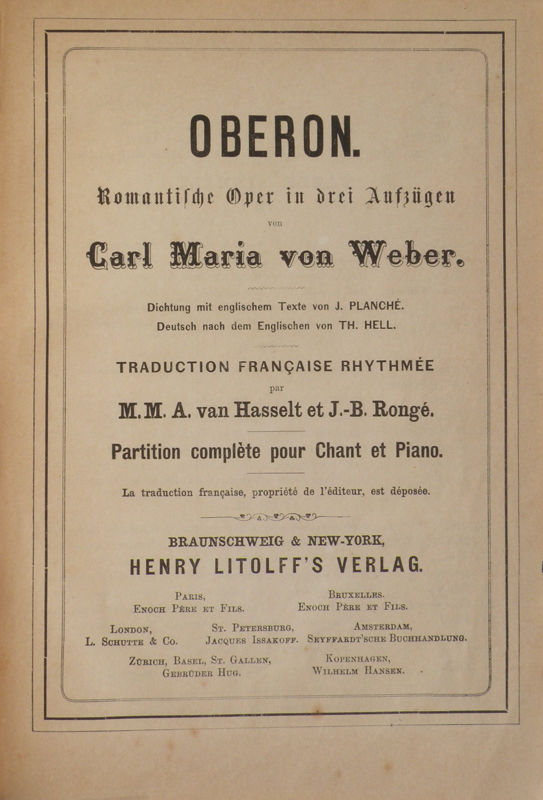 OBERON.
Romantiſche Oper in drei Aufzügen
von
Carl Maria von Weber.
Dichtung mit englischem Texte von J. PLANCHÉ.
Deutsch nach dem Englischen von TH. HELL.
TRADUCTION FRANÇAISE RHYTHMÉE
par
M.M. A. van Hasselt et J.-B. Rongé.
Partition complète pour Chant et Piano.
La traduction française, propriété de l'éditeur, est déposée.
BRAUNSCHWEIG & NEW-YORK,
HENRY LITOLFF'S VERLAG.
PARIS,
ENOCH PÈRE ET FILS.
BRUXELLES.
ENOCH PÈRE ET FILS.
LONDON,
L. SCHUTTE & CO.
ST. PETERSBURG,
JACQUES ISSAKOFF.
AMSTERDAM,
SEYFFARDT'SCHE BUCHHANDLUNG.
ZÜRICH, BASEL, ST. GALLEN,
GEBRÜDER HUG.
KOPENHAGEN,
WILHELM HANSEN.